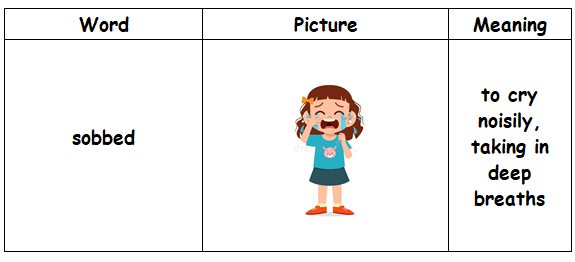 Word Picture Meaning
sobbed
to cry
noisily,
taking in
deep
breaths